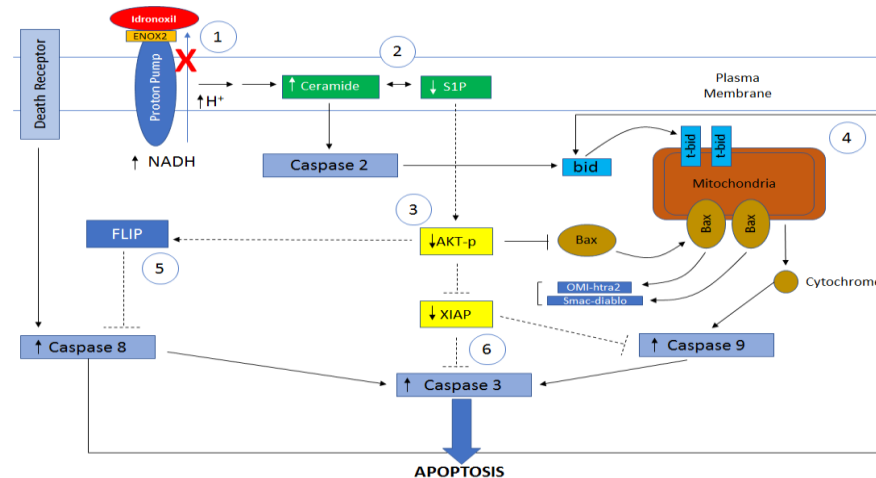 Idronoxil
ENOX2
1
2
Death Receptor
Proton Pump
X
↑ Ceramide
↓ S1P
Plasma
Membrane
↑H⁺
↑ NADH
4
Caspase 2
bid
t-bid
t-bid
Mitochondria
3
FLIP
↓AKT-p
Bax
Bax
Bax
5
OMI-htra2
Smac-diablo
Cytochrome
↓ XIAP
↑ Caspase 8
6
↑ Caspase 9
↑ Caspase 3
APOPTOSIS